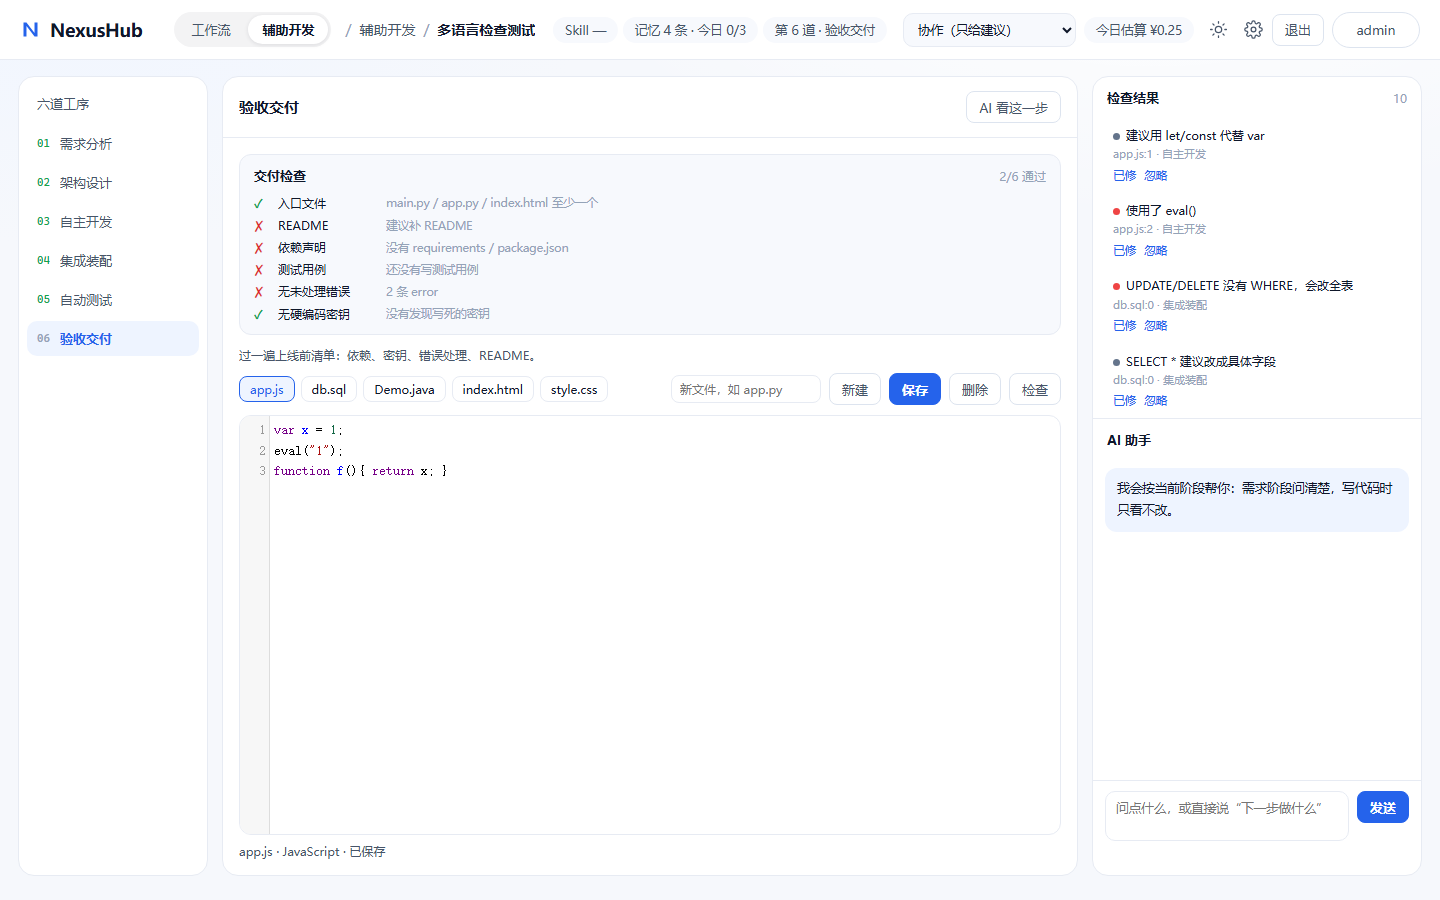 NexusHub
工作流
辅助开发
/ 辅助开发 / 多语言检查测试
Skill —
记忆 4 条 · 今日 0/3
第 6 道 · 验收交付
协作（只给建议）
今日估算 ¥0.25
退出
admin
六道工序
01 需求分析
02 架构设计
03 自主开发
04 集成装配
05 自动测试
06 验收交付
验收交付
AI 看这一步
交付检查
2/6 通过
✓ 入口文件 main.py / app.py / index.html 至少一个
✗ README 建议补 README
✗ 依赖声明 没有 requirements / package.json
✗ 测试用例 还没有写测试用例
✗ 无未处理错误 2 条 error
✓ 无硬编码密钥 没有发现写死的密钥
过一遍上线前清单：依赖、密钥、错误处理、README。
app.js
db.sql
Demo.java
index.html
style.css
新文件，如 app.py
新建
保存
删除
检查
1 var x = 1;
2 eval("1");
3 function f(){ return x; }
app.js · JavaScript · 已保存
检查结果
10
建议用 let/const 代替 var
app.js:1 · 自主开发
已修 忽略
使用了 eval()
app.js:2 · 自主开发
已修 忽略
UPDATE/DELETE 没有 WHERE，会改全表
db.sql:0 · 集成装配
已修 忽略
SELECT * 建议改成具体字段
db.sql:0 · 集成装配
已修 忽略
AI 助手
我会按当前阶段帮你：需求阶段问清楚，写代码时
只看不改。
问点什么，或直接说“下一步做什么”
发送